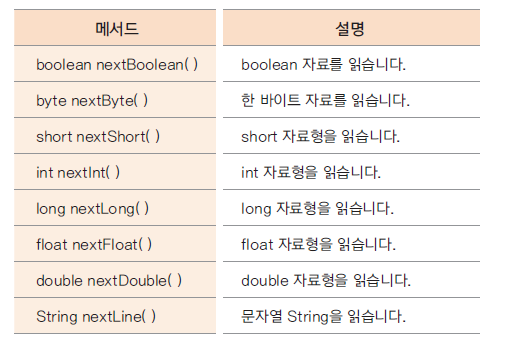 메서드 설명
boolean nextBoolean( ) boolean 자료를 읽습니다.
byte nextByte( ) 한 바이트 자료를 읽습니다.
short nextShort( ) short 자료형을 읽습니다.
int nextInt( ) int 자료형을 읽습니다.
long nextLong( ) long 자료형을 읽습니다.
float nextFloat( ) float 자료형을 읽습니다.
double nextDouble( ) double 자료형을 읽습니다.
String nextLine( ) 문자열 String을 읽습니다.